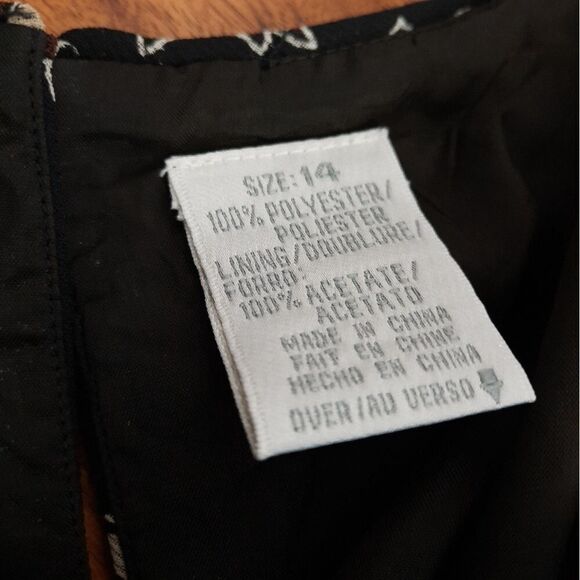 SIZE: 14
100% POLYESTER/
POLIESTER
LINING/DOUBLURE/
FORRO:
100% ACETATE/
ACETATO
MADE IN CHINA
FAIT EN CHINE
HECHO EN CHINA
OVER/AU VERSO